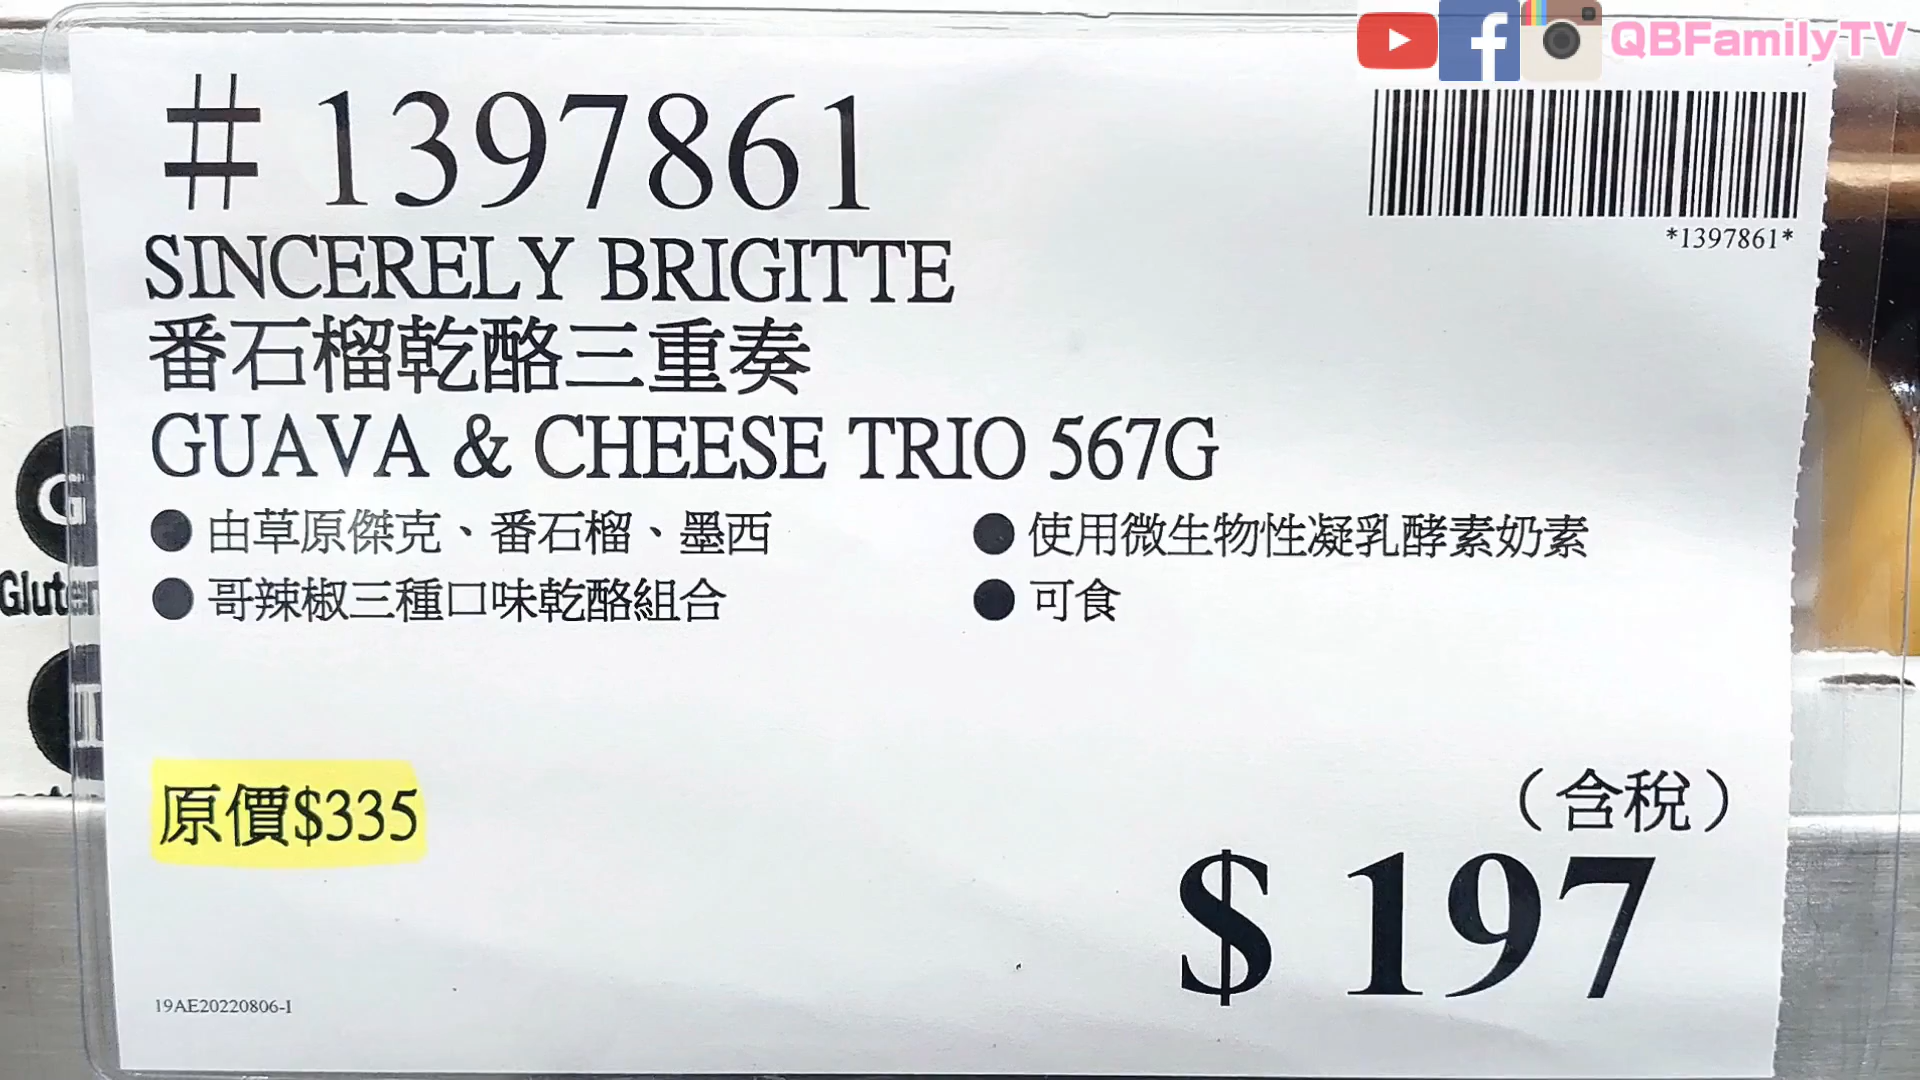 QBFamilyTV
# 1397861
*1397861*
SINCERELY BRIGITTE
番石榴乾酪三重奏
GUAVA & CHEESE TRIO 567G
●由草原傑克、番石榴、墨西
●哥辣椒三種口味乾酪組合
●使用微生物性凝乳酵素奶素
●可食
原價$335
（含稅）
$ 197
19AE20220806-1
G
Gluten